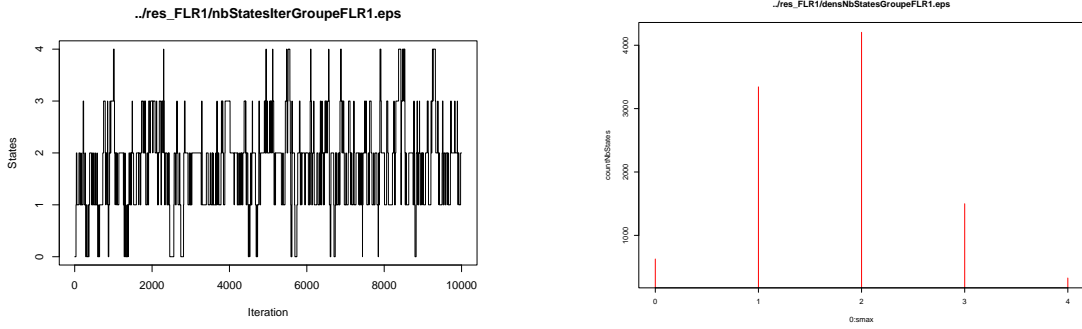 ../res_FLR1/nbStatesIterGroupeFLR1.eps
4
3
2
1
0
States
0 2000 4000 6000 8000 10000
Iteration
../res_FLR1/densNbStatesGroupeFLR1.eps
4000
3000
2000
1000
countNbStates
0 1 2 3 4
0:smax